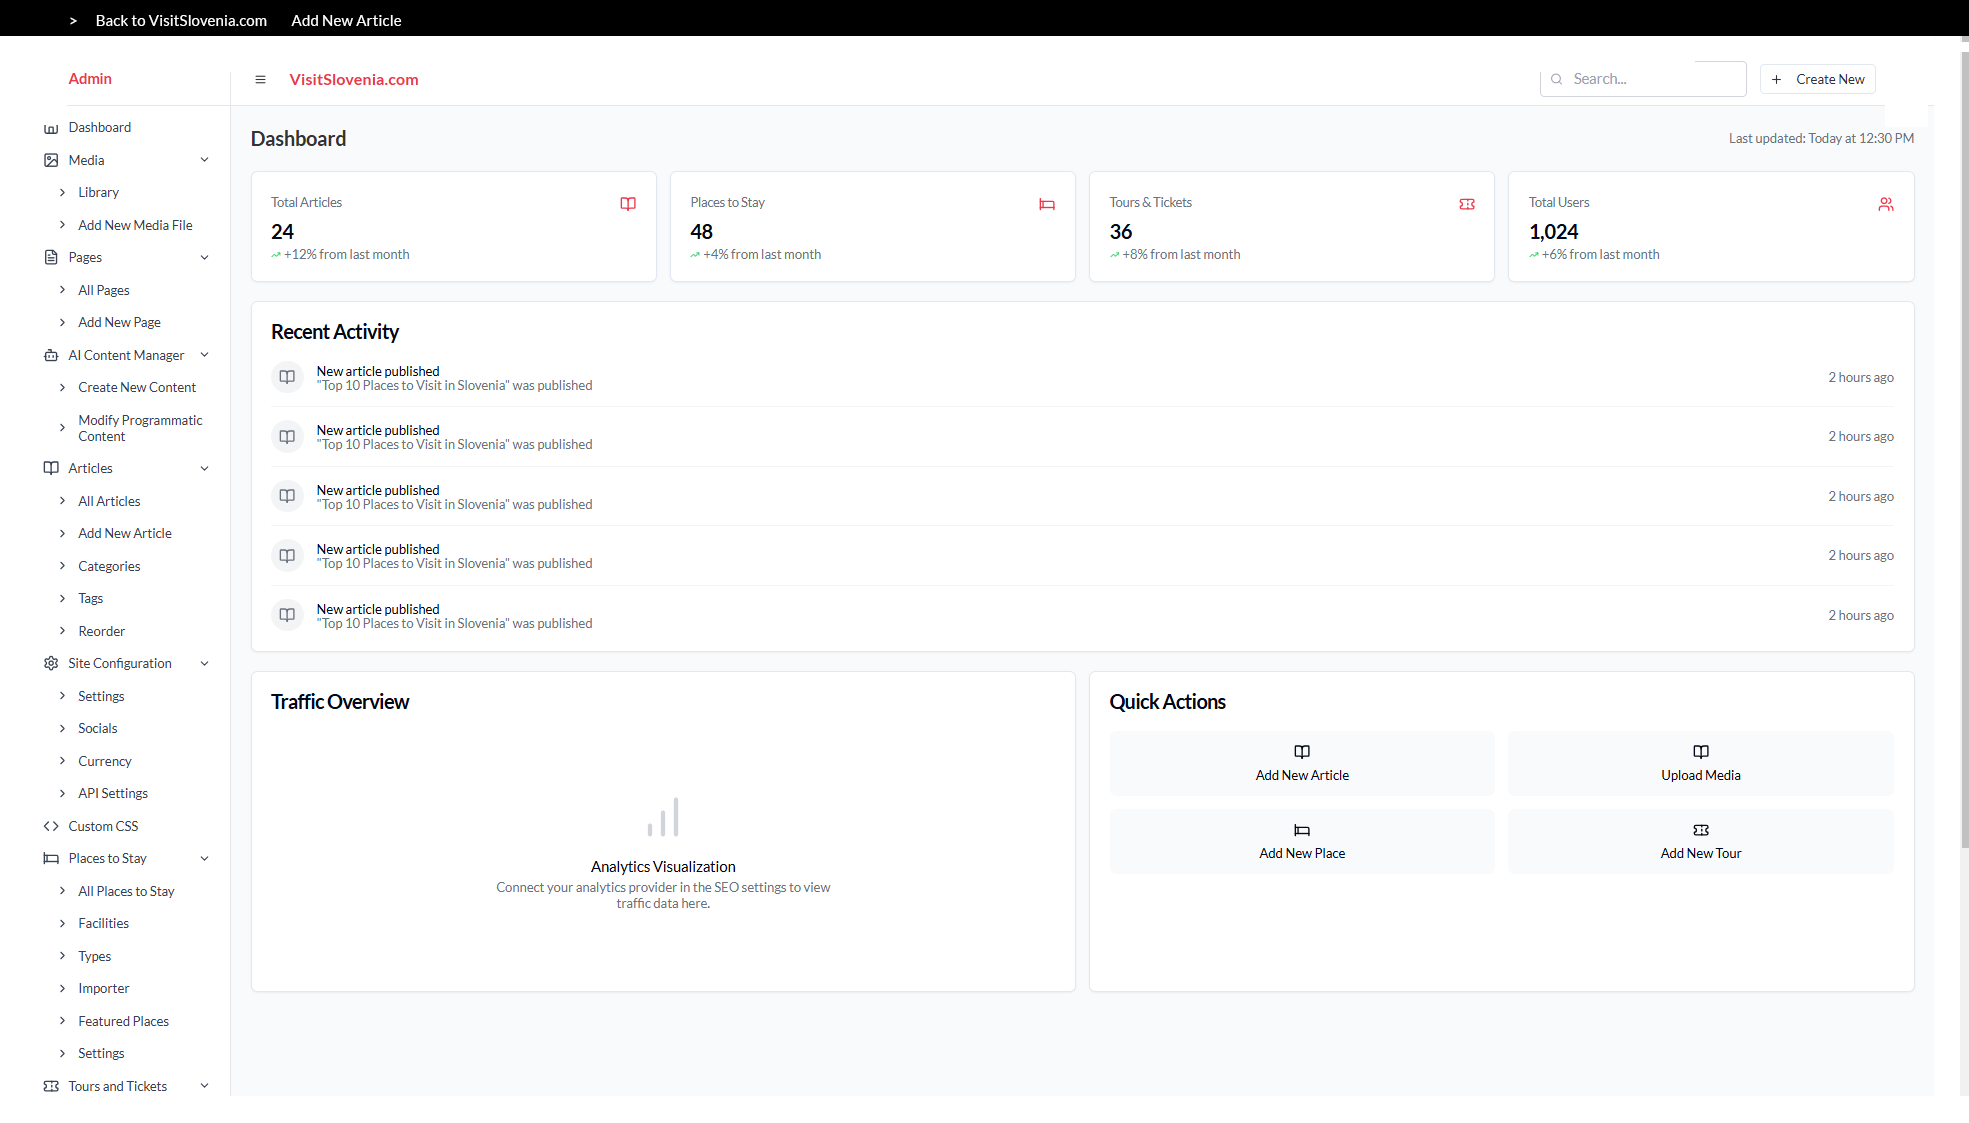 > Back to VisitSlovenia.com Add New Article
Admin
VisitSlovenia.com
Search...
+ Create New
Dashboard
Media
Library
Add New Media File
Pages
All Pages
Add New Page
AI Content Manager
Create New Content
Modify Programmatic
Content
Articles
All Articles
Add New Article
Categories
Tags
Reorder
Site Configuration
Settings
Socials
Currency
API Settings
Custom CSS
Places to Stay
All Places to Stay
Facilities
Types
Importer
Featured Places
Settings
Tours and Tickets
Dashboard
Last updated: Today at 12:30 PM
Total Articles
24
+12% from last month
Places to Stay
48
+4% from last month
Tours & Tickets
36
+8% from last month
Total Users
1,024
+6% from last month
Recent Activity
New article published
"Top 10 Places to Visit in Slovenia" was published
2 hours ago
New article published
"Top 10 Places to Visit in Slovenia" was published
2 hours ago
New article published
"Top 10 Places to Visit in Slovenia" was published
2 hours ago
New article published
"Top 10 Places to Visit in Slovenia" was published
2 hours ago
New article published
"Top 10 Places to Visit in Slovenia" was published
2 hours ago
Traffic Overview
Analytics Visualization
Connect your analytics provider in the SEO settings to view
traffic data here.
Quick Actions
Add New Article
Upload Media
Add New Place
Add New Tour